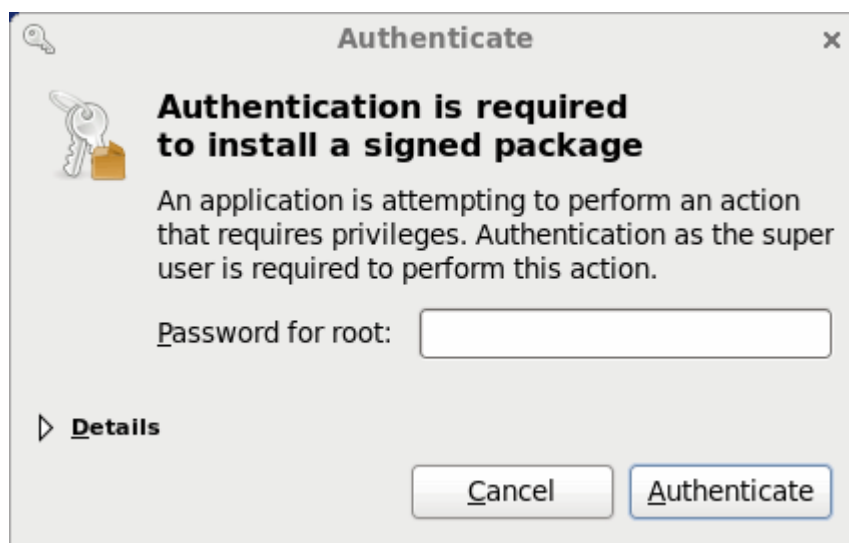 Authenticate
Authentication is required
to install a signed package
An application is attempting to perform an action
that requires privileges. Authentication as the super
user is required to perform this action.
Password for root:
Details
Cancel Authenticate